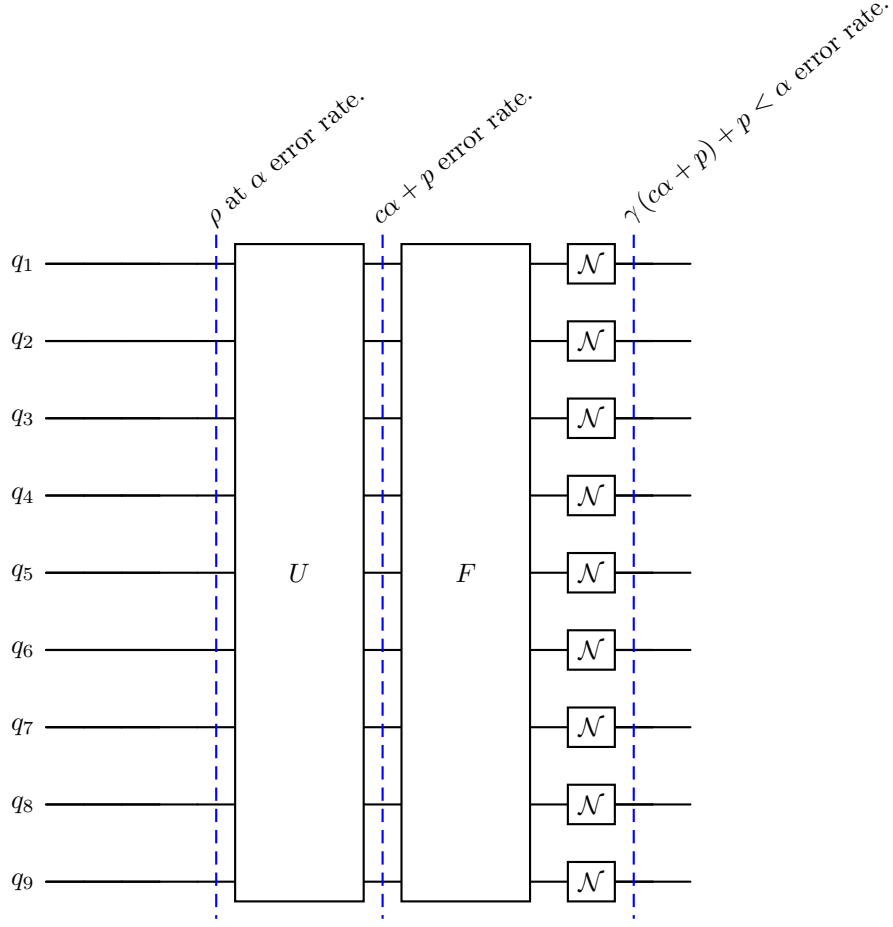 ρ at α error rate.
cα + p error rate.
γ (cα + p) + p < α error rate.
q₁
𝒩
q₂
𝒩
q₃
𝒩
q₄
𝒩
q₅
U
F
𝒩
q₆
𝒩
q₇
𝒩
q₈
𝒩
q₉
𝒩